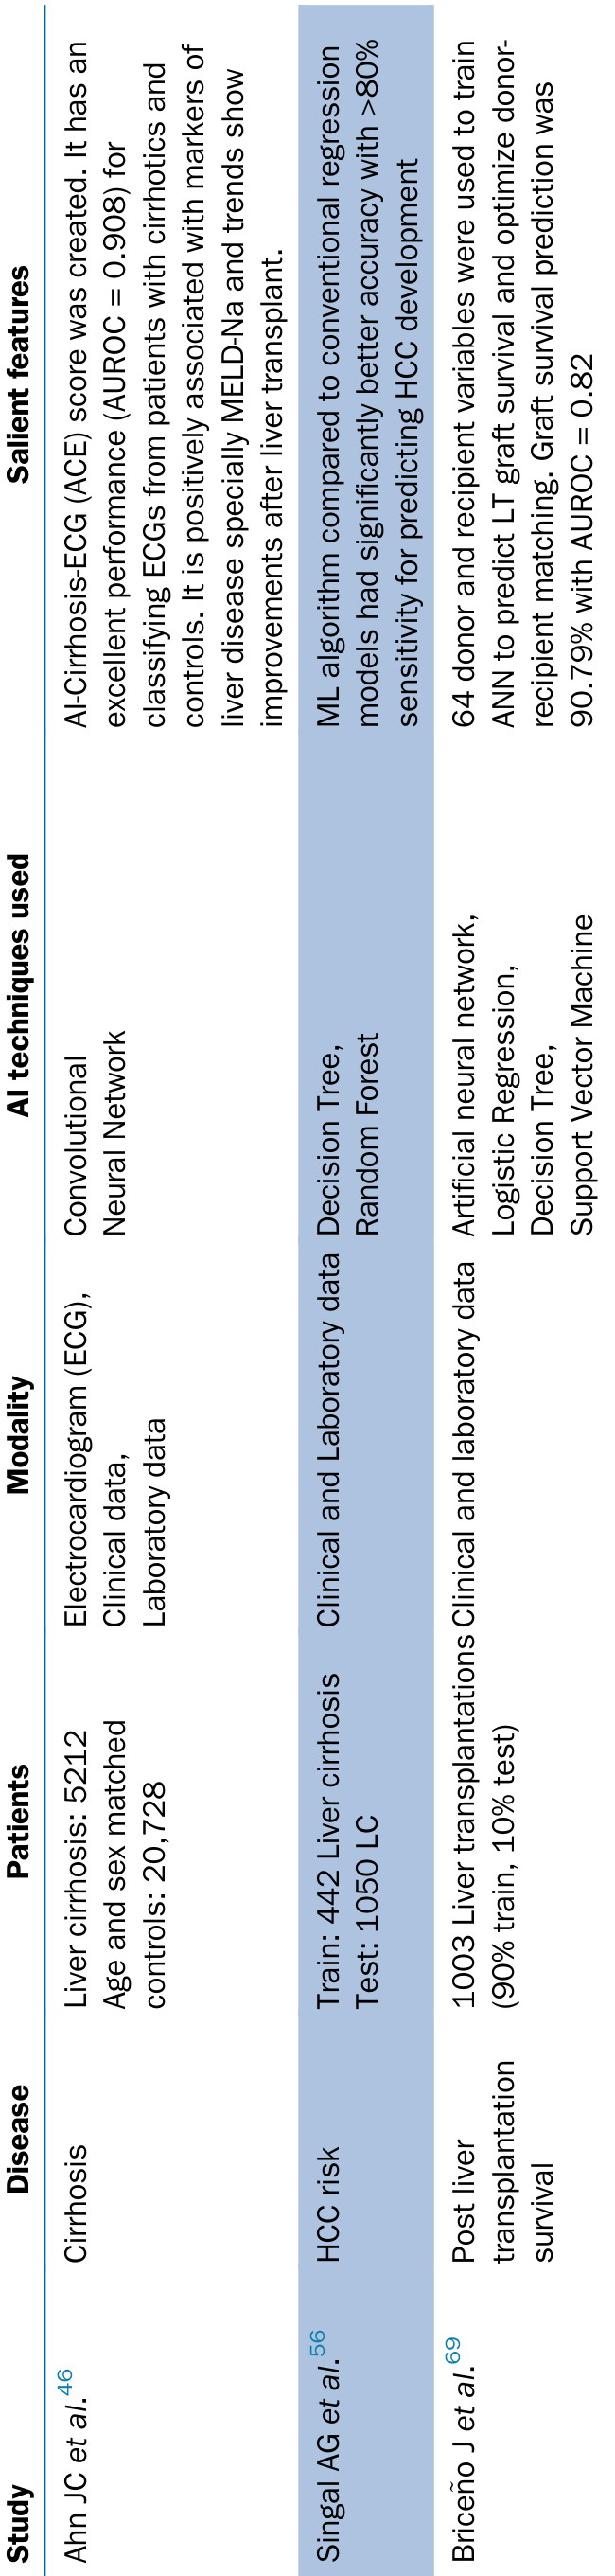 Study Disease Patients Modality AI techniques used Salient features
Ahn JC et al.46 Cirrhosis Liver cirrhosis: 5212 Electrocardiogram (ECG), Convolutional AI-Cirrhosis-ECG (ACE) score was created. It has an
Age and sex matched Clinical data, Neural Network excellent performance (AUROC = 0.908) for
controls: 20,728 Laboratory data classifying ECGs from patients with cirrhotics and
controls. It is positively associated with markers of
liver disease specially MELD-Na and trends show
improvements after liver transplant.
Singal AG et al.56 HCC risk Train: 442 Liver cirrhosis Clinical and Laboratory data Decision Tree, ML algorithm compared to conventional regression
Test: 1050 LC Random Forest models had significantly better accuracy with >80%
sensitivity for predicting HCC development
Briceño J et al.69 Post liver 1003 Liver transplantations Clinical and laboratory data Artificial neural network, 64 donor and recipient variables were used to train
transplantation (90% train, 10% test) Logistic Regression, ANN to predict LT graft survival and optimize donor-
survival Decision Tree, recipient matching. Graft survival prediction was
Support Vector Machine 90.79% with AUROC = 0.82